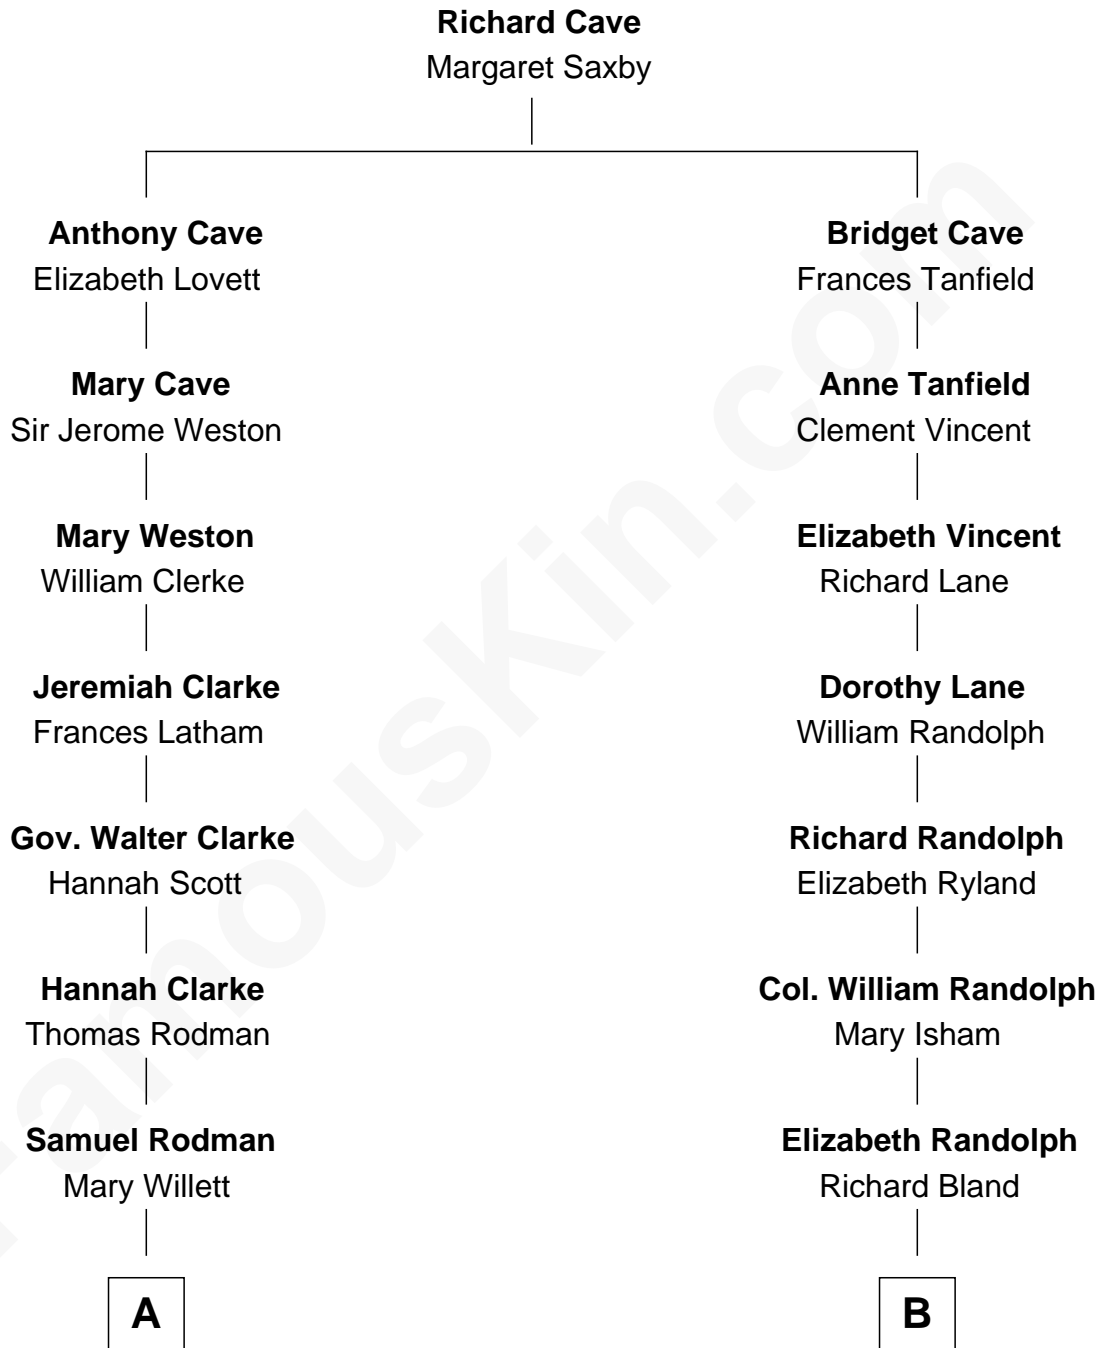 Richard Cave
Margaret Saxby
Anthony Cave
Elizabeth Lovett
Mary Cave
Sir Jerome Weston
Mary Weston
William Clerke
Jeremiah Clarke
Frances Latham
Gov. Walter Clarke
Hannah Scott
Hannah Clarke
Thomas Rodman
Samuel Rodman
Mary Willett
A
Bridget Cave
Frances Tanfield
Anne Tanfield
Clement Vincent
Elizabeth Vincent
Richard Lane
Dorothy Lane
William Randolph
Richard Randolph
Elizabeth Ryland
Col. William Randolph
Mary Isham
Elizabeth Randolph
Richard Bland
B
FamousKin.com